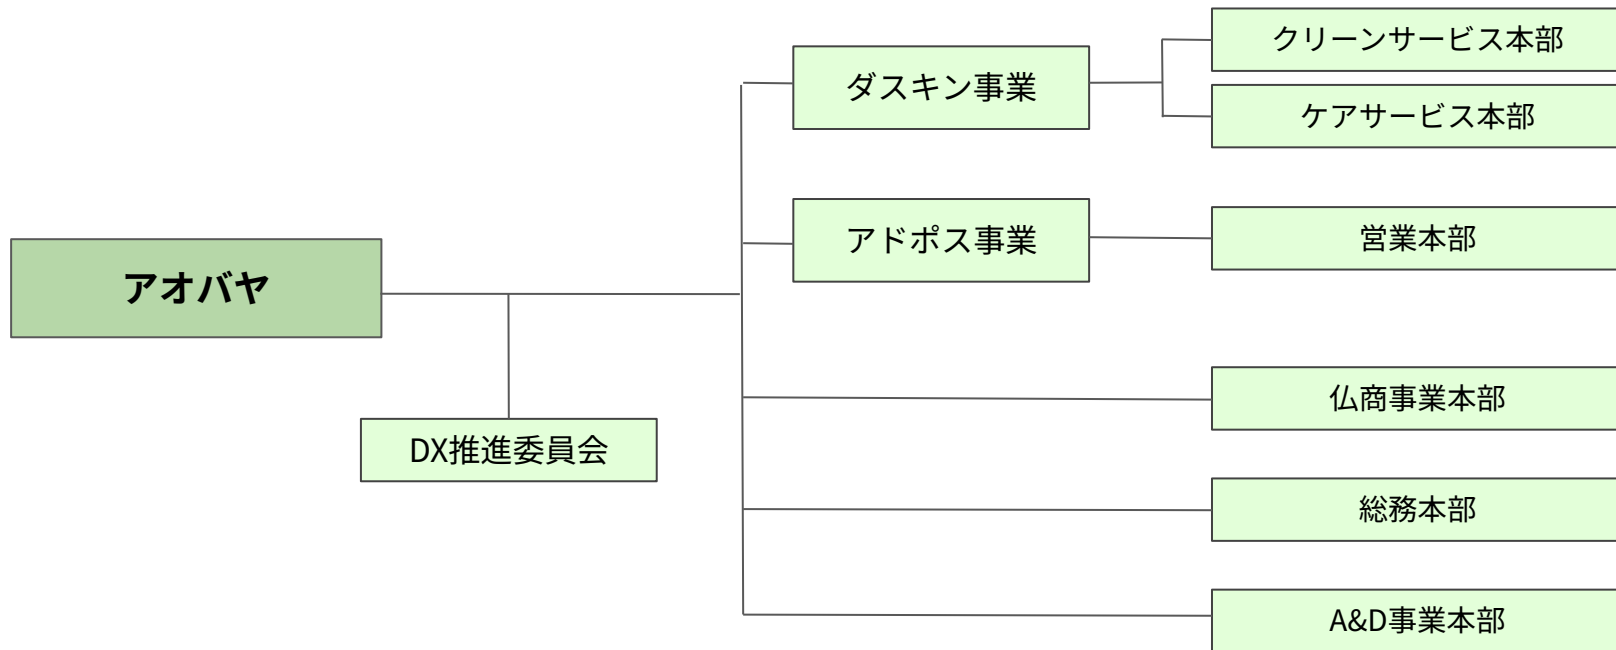 アオバヤ
DX推進委員会
ダスキン事業
クリーンサービス本部
ケアサービス本部
アドポス事業
営業本部
仏商事業本部
総務本部
A&D事業本部